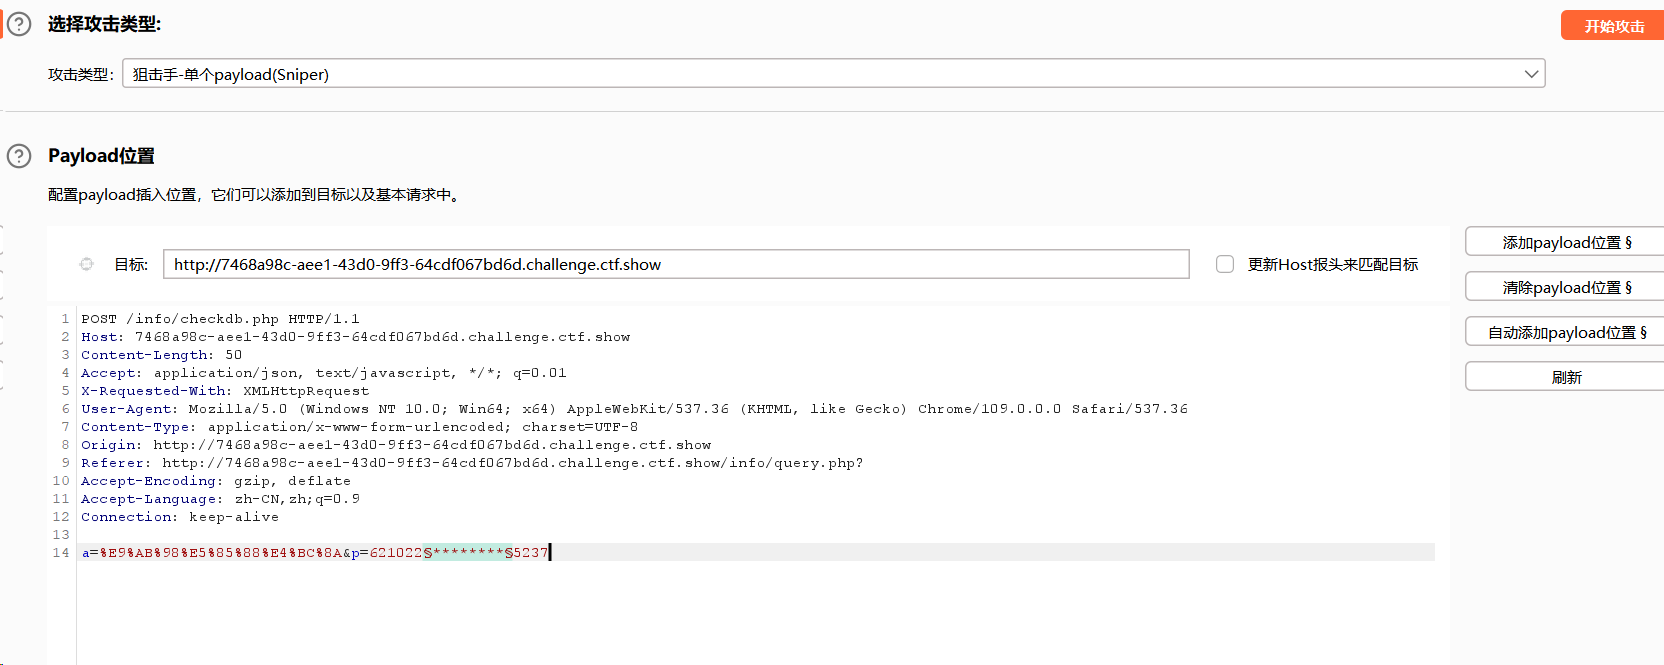 选择攻击类型:
开始攻击
攻击类型: 狙击手-单个payload(Sniper)
Payload位置
配置payload插入位置，它们可以添加到目标以及基本请求中。
目标: http://7468a98c-aee1-43d0-9ff3-64cdf067bd6d.challenge.ctf.show 更新Host报头来匹配目标
添加payload位置 §
清除payload位置 §
自动添加payload位置 §
刷新
1 POST /info/checkdb.php HTTP/1.1
2 Host: 7468a98c-aee1-43d0-9ff3-64cdf067bd6d.challenge.ctf.show
3 Content-Length: 50
4 Accept: application/json, text/javascript, */*; q=0.01
5 X-Requested-With: XMLHttpRequest
6 User-Agent: Mozilla/5.0 (Windows NT 10.0; Win64; x64) AppleWebKit/537.36 (KHTML, like Gecko) Chrome/109.0.0.0 Safari/537.36
7 Content-Type: application/x-www-form-urlencoded; charset=UTF-8
8 Origin: http://7468a98c-aee1-43d0-9ff3-64cdf067bd6d.challenge.ctf.show
9 Referer: http://7468a98c-aee1-43d0-9ff3-64cdf067bd6d.challenge.ctf.show/info/query.php?
10 Accept-Encoding: gzip, deflate
11 Accept-Language: zh-CN,zh;q=0.9
12 Connection: keep-alive
13
14 a=%E9%AB%98%E5%85%88%E4%BC%8A&p=621022§********§5237